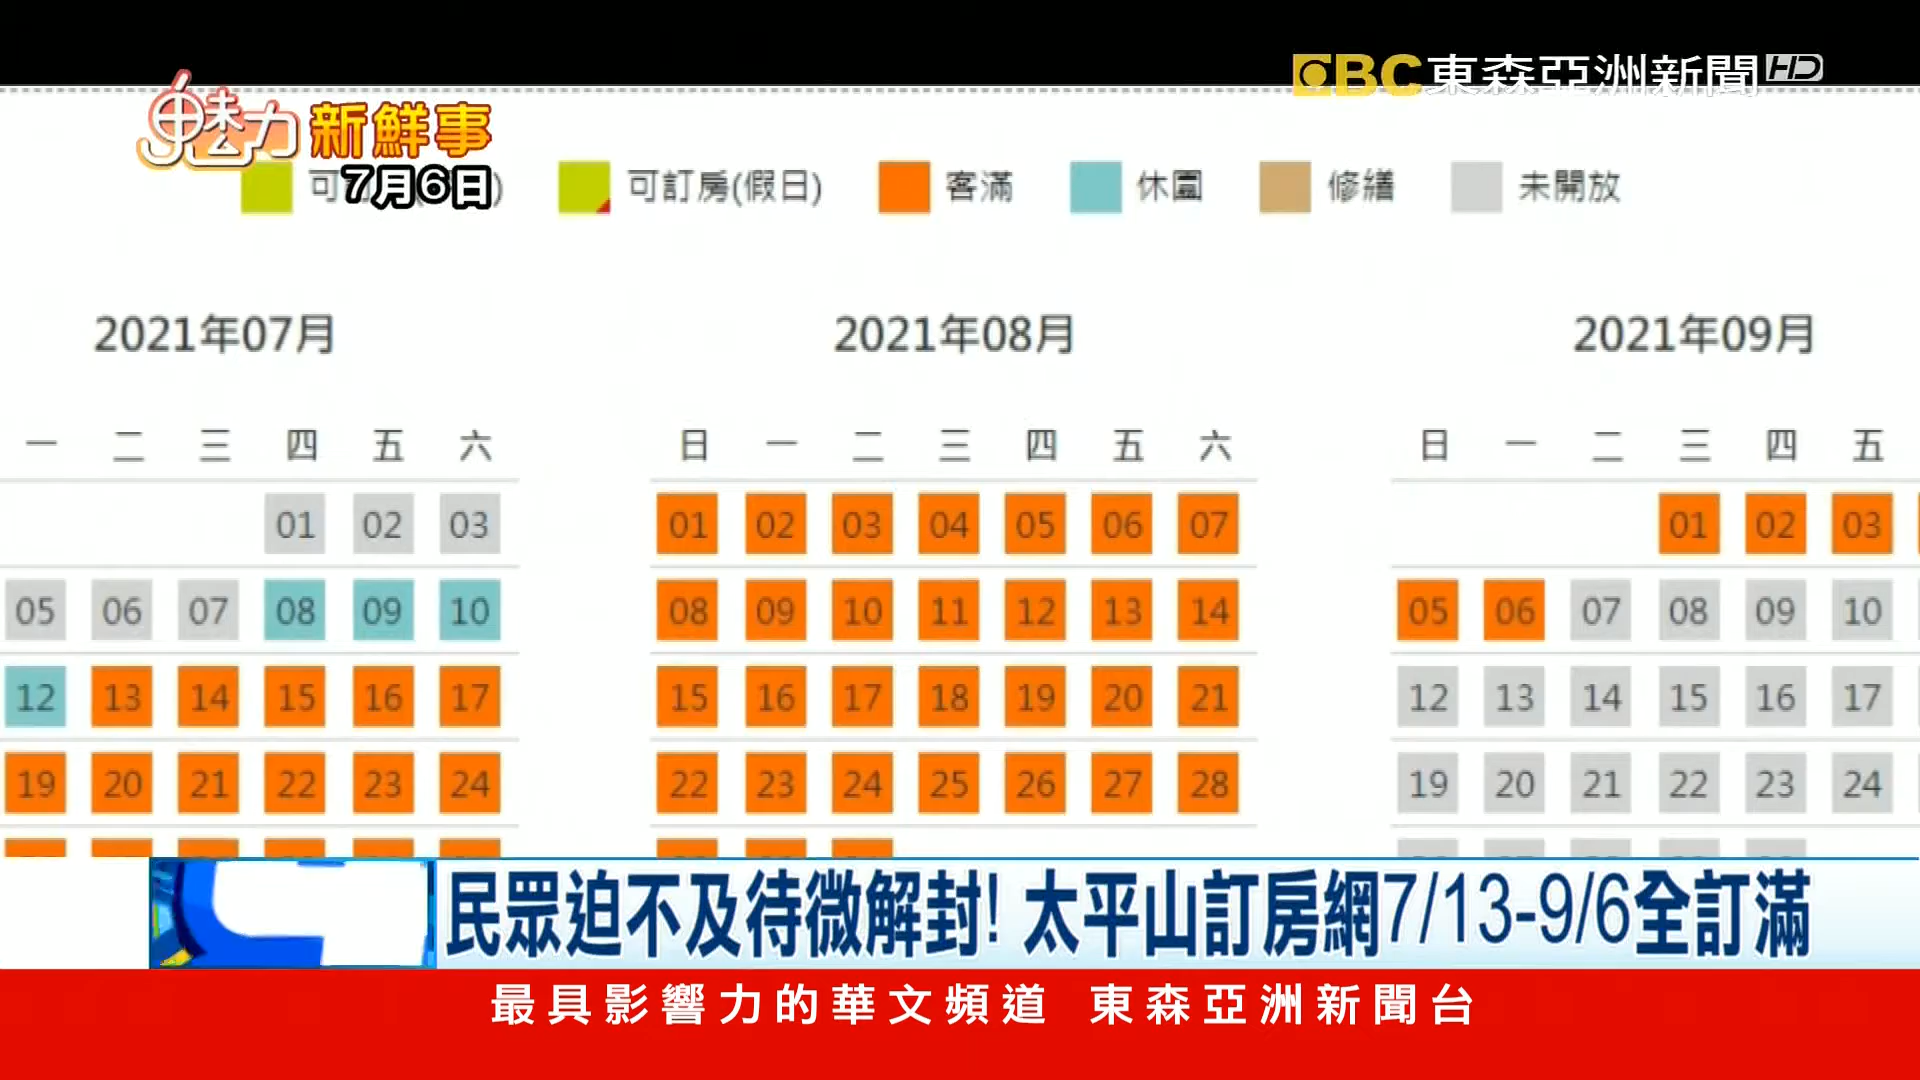 EBC東森亞洲新聞HD
魅力新鮮事
7月6日
可訂房(假日)
客滿
休園
修繕
未開放
2021年07月
2021年08月
2021年09月
一 二 三 四 五 六
日 一 二 三 四 五 六
日 一 二 三 四 五
01 02 03
01 02 03 04 05 06 07
01 02 03
05 06 07 08 09 10
08 09 10 11 12 13 14
05 06 07 08 09 10
12 13 14 15 16 17
15 16 17 18 19 20 21
12 13 14 15 16 17
19 20 21 22 23 24
22 23 24 25 26 27 28
19 20 21 22 23 24
民眾迫不及待微解封! 太平山訂房網7/13-9/6全訂滿
最具影響力的華文頻道 東森亞洲新聞台